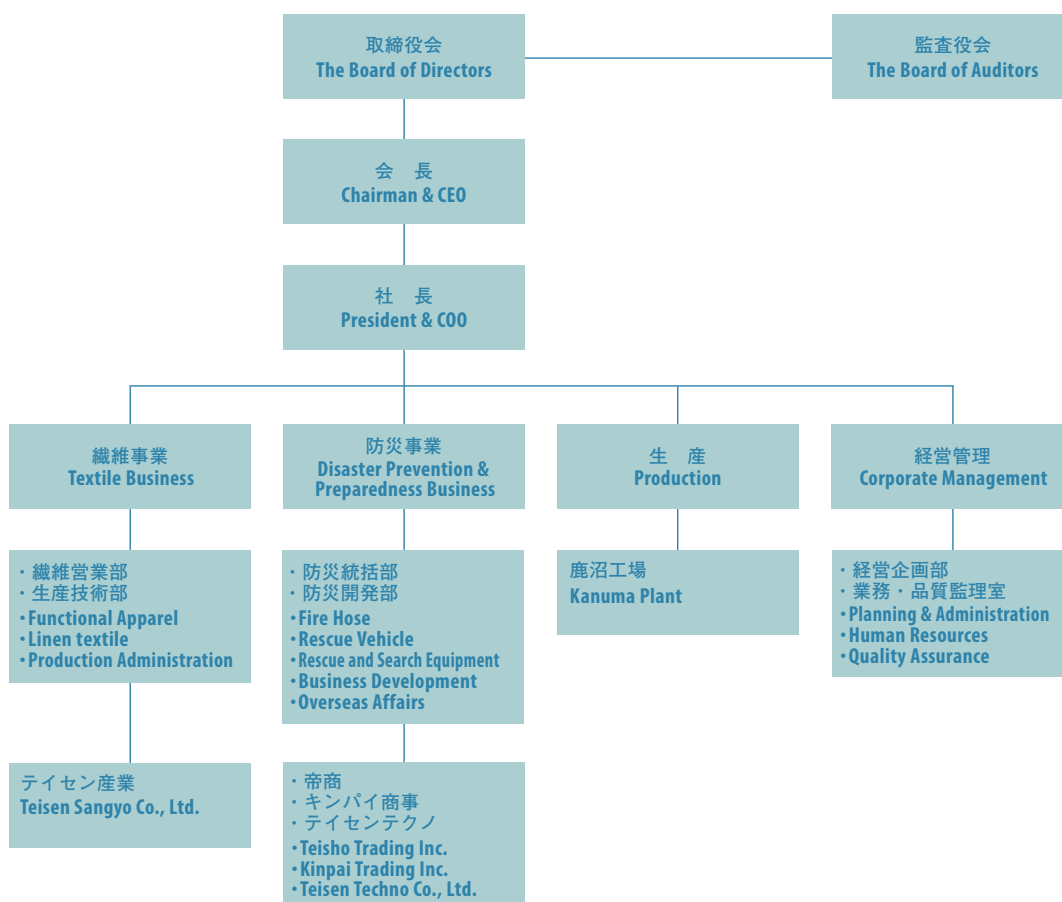 取締役会
The Board of Directors
監査役会
The Board of Auditors
会　長
Chairman & CEO
社　長
President & COO
繊維事業
Textile Business
防災事業
Disaster Prevention &
Preparedness Business
生　産
Production
経営管理
Corporate Management
・繊維営業部
・生産技術部
・Functional Apparel
・Linen textile
・Production Administration
・防災統括部
・防災開発部
・Fire Hose
・Rescue Vehicle
・Rescue and Search Equipment
・Business Development
・Overseas Affairs
鹿沼工場
Kanuma Plant
・経営企画部
・業務・品質監理室
・Planning & Administration
・Human Resources
・Quality Assurance
テイセン産業
Teisen Sangyo Co., Ltd.
・帝商
・キンパイ商事
・テイセンテクノ
・Teisho Trading Inc.
・Kinpai Trading Inc.
・Teisen Techno Co., Ltd.